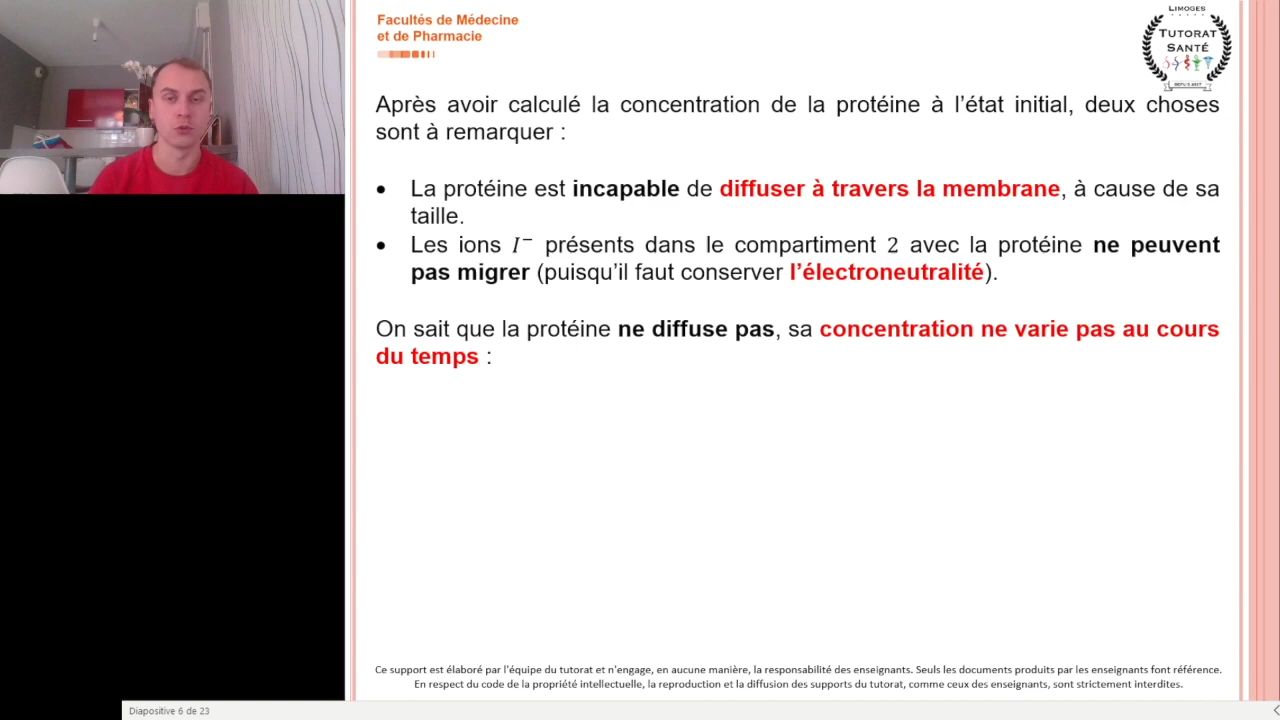 Facultés de Médecine
et de Pharmacie
LIMOGES
TUTORAT
SANTÉ
Après avoir calculé la concentration de la protéine à l'état initial, deux choses
sont à remarquer :
• La protéine est incapable de diffuser à travers la membrane, à cause de sa
taille.
• Les ions I⁻ présents dans le compartiment 2 avec la protéine ne peuvent
pas migrer (puisqu'il faut conserver l'électroneutralité).
On sait que la protéine ne diffuse pas, sa concentration ne varie pas au cours
du temps :
Ce support est élaboré par l'équipe du tutorat et n'engage, en aucune manière, la responsabilité des enseignants. Seuls les documents produits par les enseignants font référence.
En respect du code de la propriété intellectuelle, la reproduction et la diffusion des supports du tutorat, comme ceux des enseignants, sont strictement interdites.
Diapositive 6 de 23